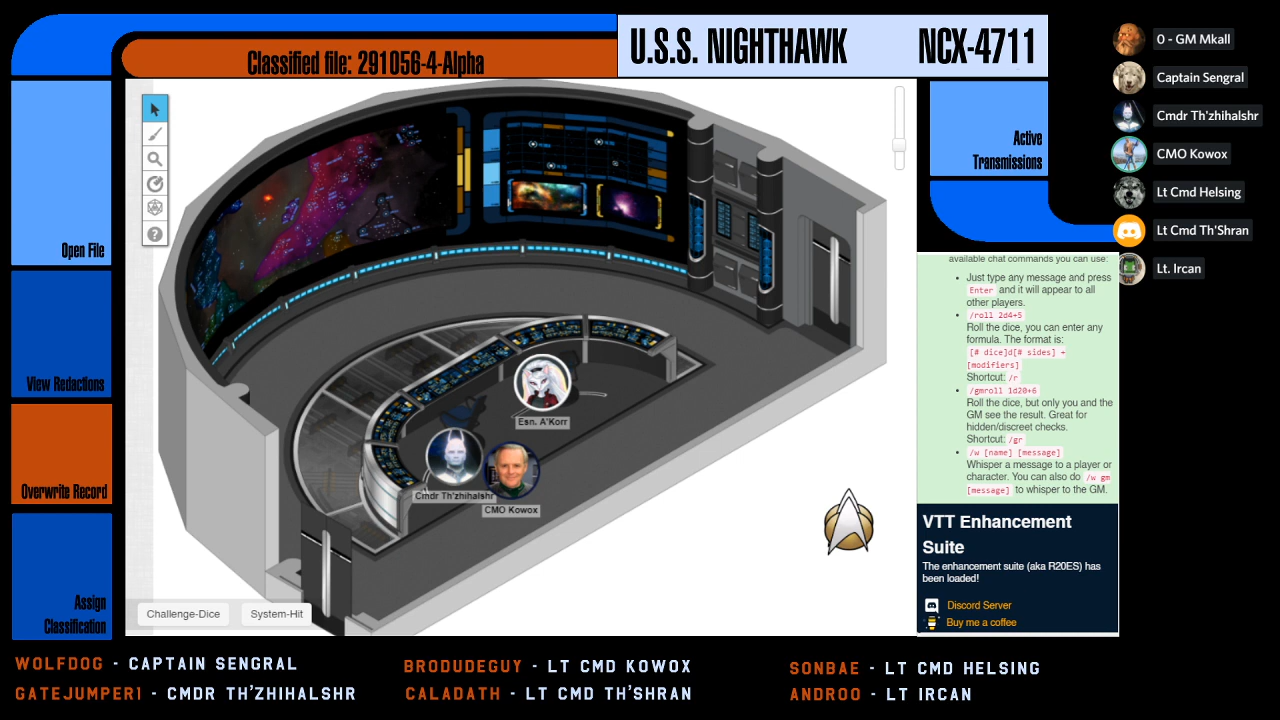 Classified file: 291056-4-Alpha
U.S.S. NIGHTHAWK NCX-4711
0 - GM Mkall
Captain Sengral
Cmdr Th'zhihalshr
CMO Kowox
Lt Cmd Helsing
Lt Cmd Th'Shran
Lt. Ircan
Open File
View Redactions
Overwrite Record
Assign
Classification
Active
Transmissions
Esn. A'Korr
Cmdr Th'zhihalshr
CMO Kowox
Challenge-Dice
System-Hit
available chat commands you can use:
Just type any message and press
Enter and it will appear to all
other players.
/roll 2d4+5
Roll the dice, you can enter any
formula. The format is:
[# dice]d[# sides] +
[modifiers]
Shortcut: /r
/gmroll 1d20+6
Roll the dice, but only you and the
GM see the result. Great for
hidden/discreet checks.
Shortcut: /gr
/w [name] [message]
Whisper a message to a player or
character. You can also do /w gm
[message] to whisper to the GM.
VTT Enhancement
Suite
The enhancement suite (aka R20ES) has
been loaded!
Discord Server
Buy me a coffee
WOLFDOG - CAPTAIN SENGRAL
GATEJUMPER1 - CMDR TH'ZHIHALSHR
BRODUDEGUY - LT CMD KOWOX
CALADATH - LT CMD TH'SHRAN
SONBAE - LT CMD HELSING
ANDROO - LT IRCAN